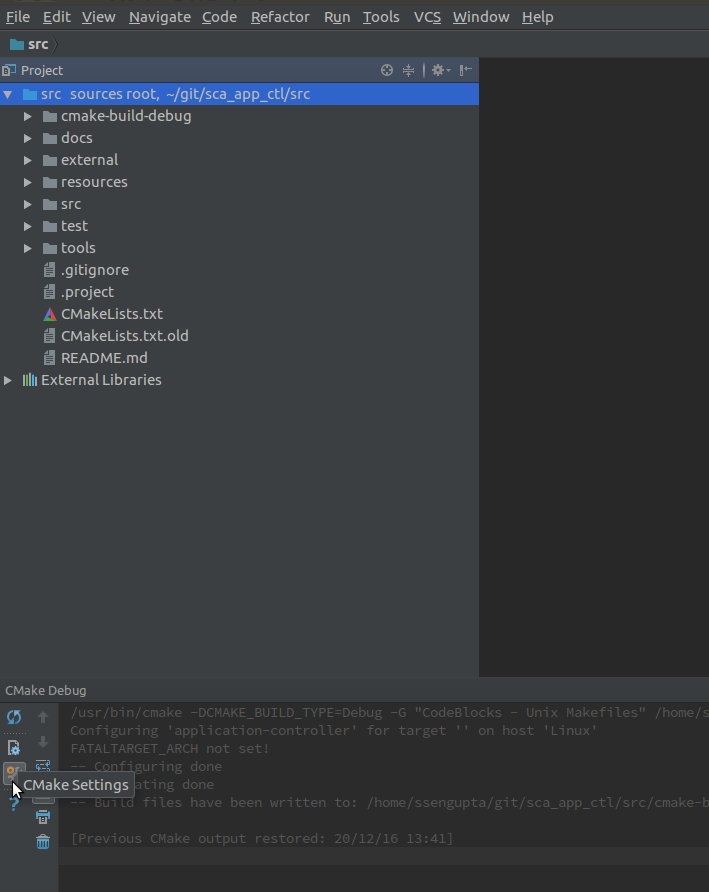 File Edit View Navigate Code Refactor Run Tools VCS Window Help
src
Project
src sources root, ~/git/sca_app_ctl/src
cmake-build-debug
docs
external
resources
src
test
tools
.gitignore
.project
CMakeLists.txt
CMakeLists.txt.old
README.md
External Libraries
CMake Debug
/usr/bin/cmake -DCMAKE_BUILD_TYPE=Debug -G "CodeBlocks - Unix Makefiles" /home/s
Configuring 'application-controller' for target '' on host 'Linux'
FATALTARGET_ARCH not set!
-- Configuring done
CMake Settings
ating done
-- Build files have been written to: /home/ssengupta/git/sca_app_ctl/src/cmake-b
[Previous CMake output restored: 20/12/16 13:41]